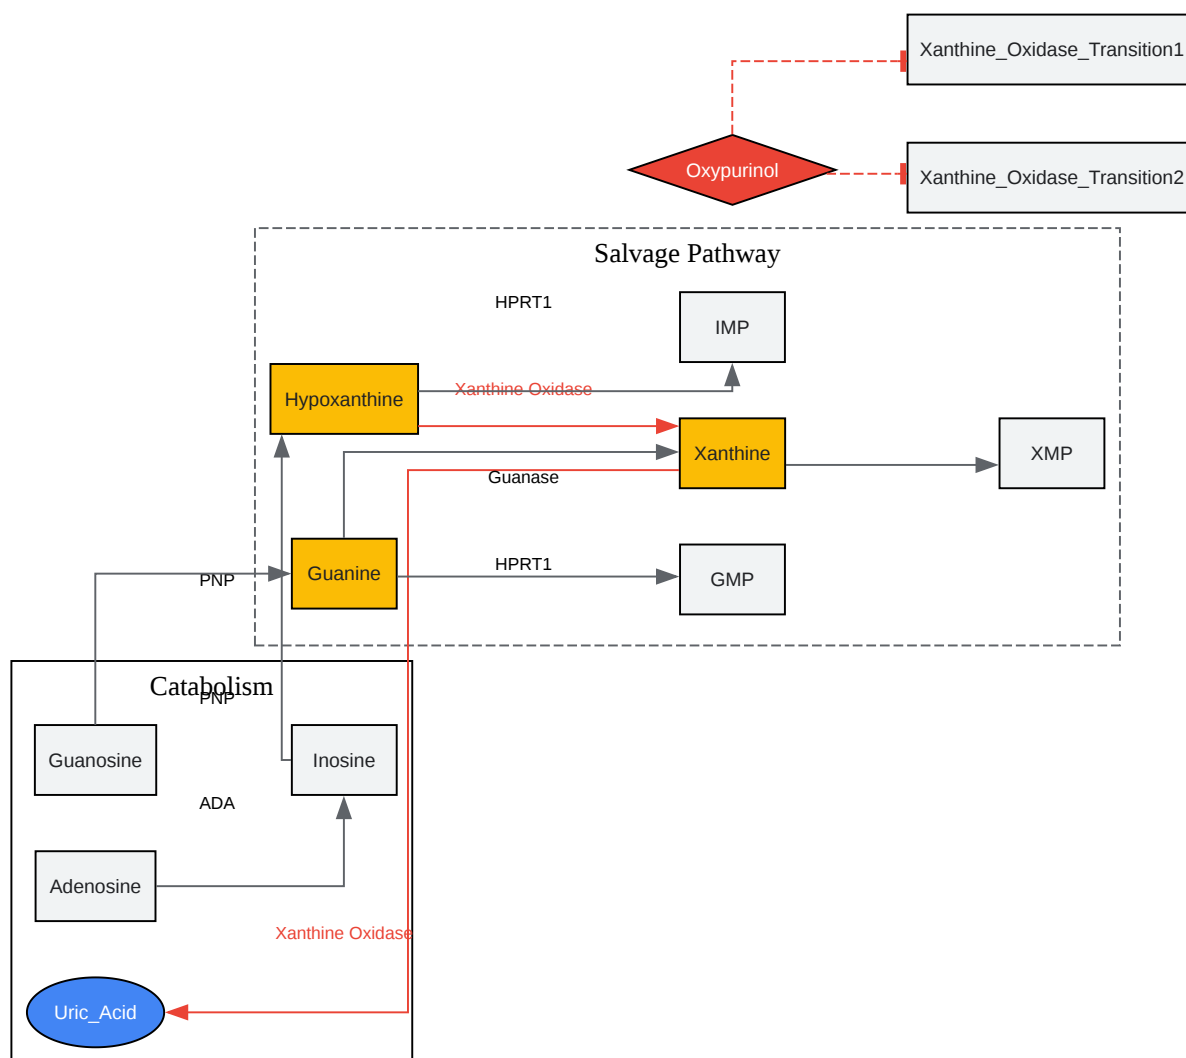 Xanthine_Oxidase_Transition1
Oxypurinol
Xanthine_Oxidase_Transition2
Salvage Pathway
HPRT1
IMP
Hypoxanthine
Xanthine Oxidase
Xanthine
XMP
Guanase
HPRT1
Guanine
GMP
PNP
Catabolism
PNP
Guanosine
Inosine
ADA
Adenosine
Xanthine Oxidase
Uric_Acid